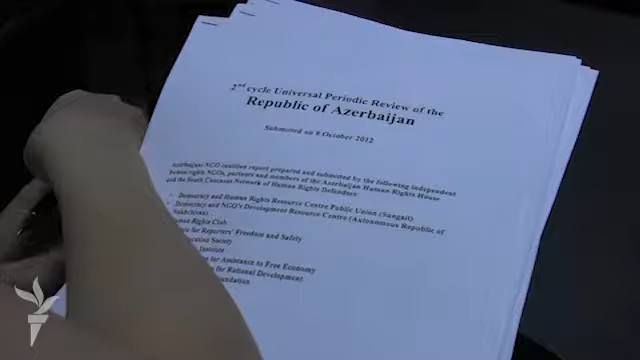 2nd cycle Universal Periodic Review of the
Republic of Azerbaijan
Submitted on 8 October 2012
Azerbaijani NGO coalition report prepared and submitted by the following independent
human rights NGOs, partners and members of the Azerbaijan Human Rights House
and the South Caucasus Network of Human Rights Defenders:
• Democracy and Human Rights Resource Centre Public Union (Sumgait)
• Democracy and NGO's Development Resource Centre (Autonomous Republic of
Nakhchivan)
Human Rights Club
for Reporters' Freedom and Safety
Society
Institute
for Assistance to Free Economy
for Rational Development